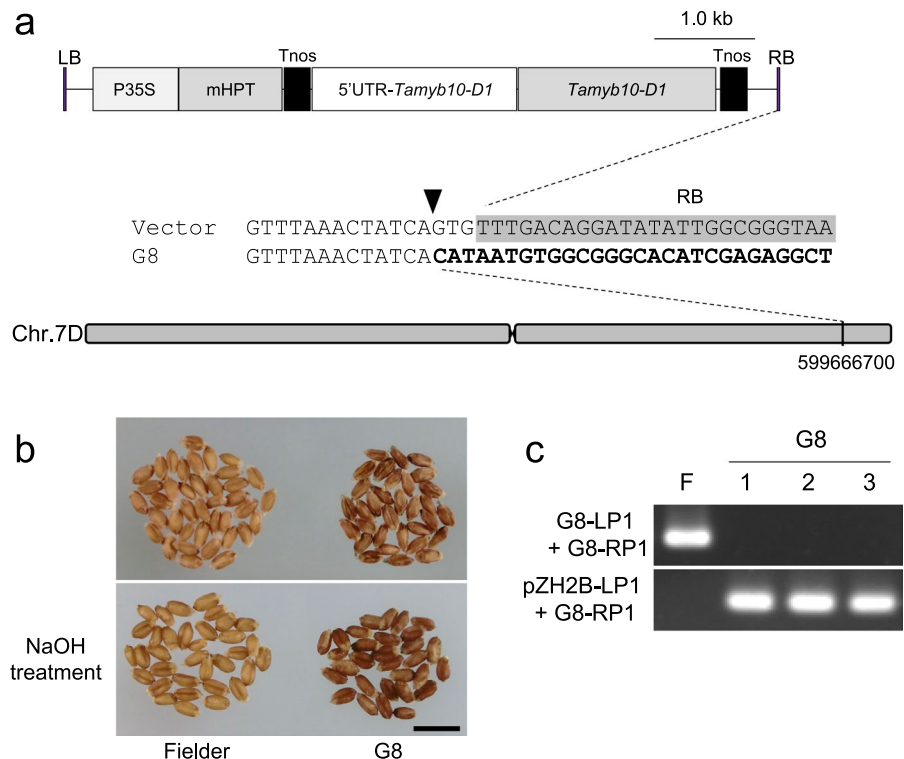 a
1.0 kb
LB
Tnos
Tnos
RB
P35S
mHPT
5'UTR-Tamyb10-D1
Tamyb10-D1
RB
Vector GTTTAAACTATCAGTGTTTGACAGGATATATTGGCGGGTAA
G8 GTTTAAACTATCACATAATGTGGCGGGCACATCGAGAGGCT
Chr.7D
599666700
b
NaOH
treatment
Fielder
G8
c
G8
F
1
2
3
G8-LP1
+ G8-RP1
pZH2B-LP1
+ G8-RP1